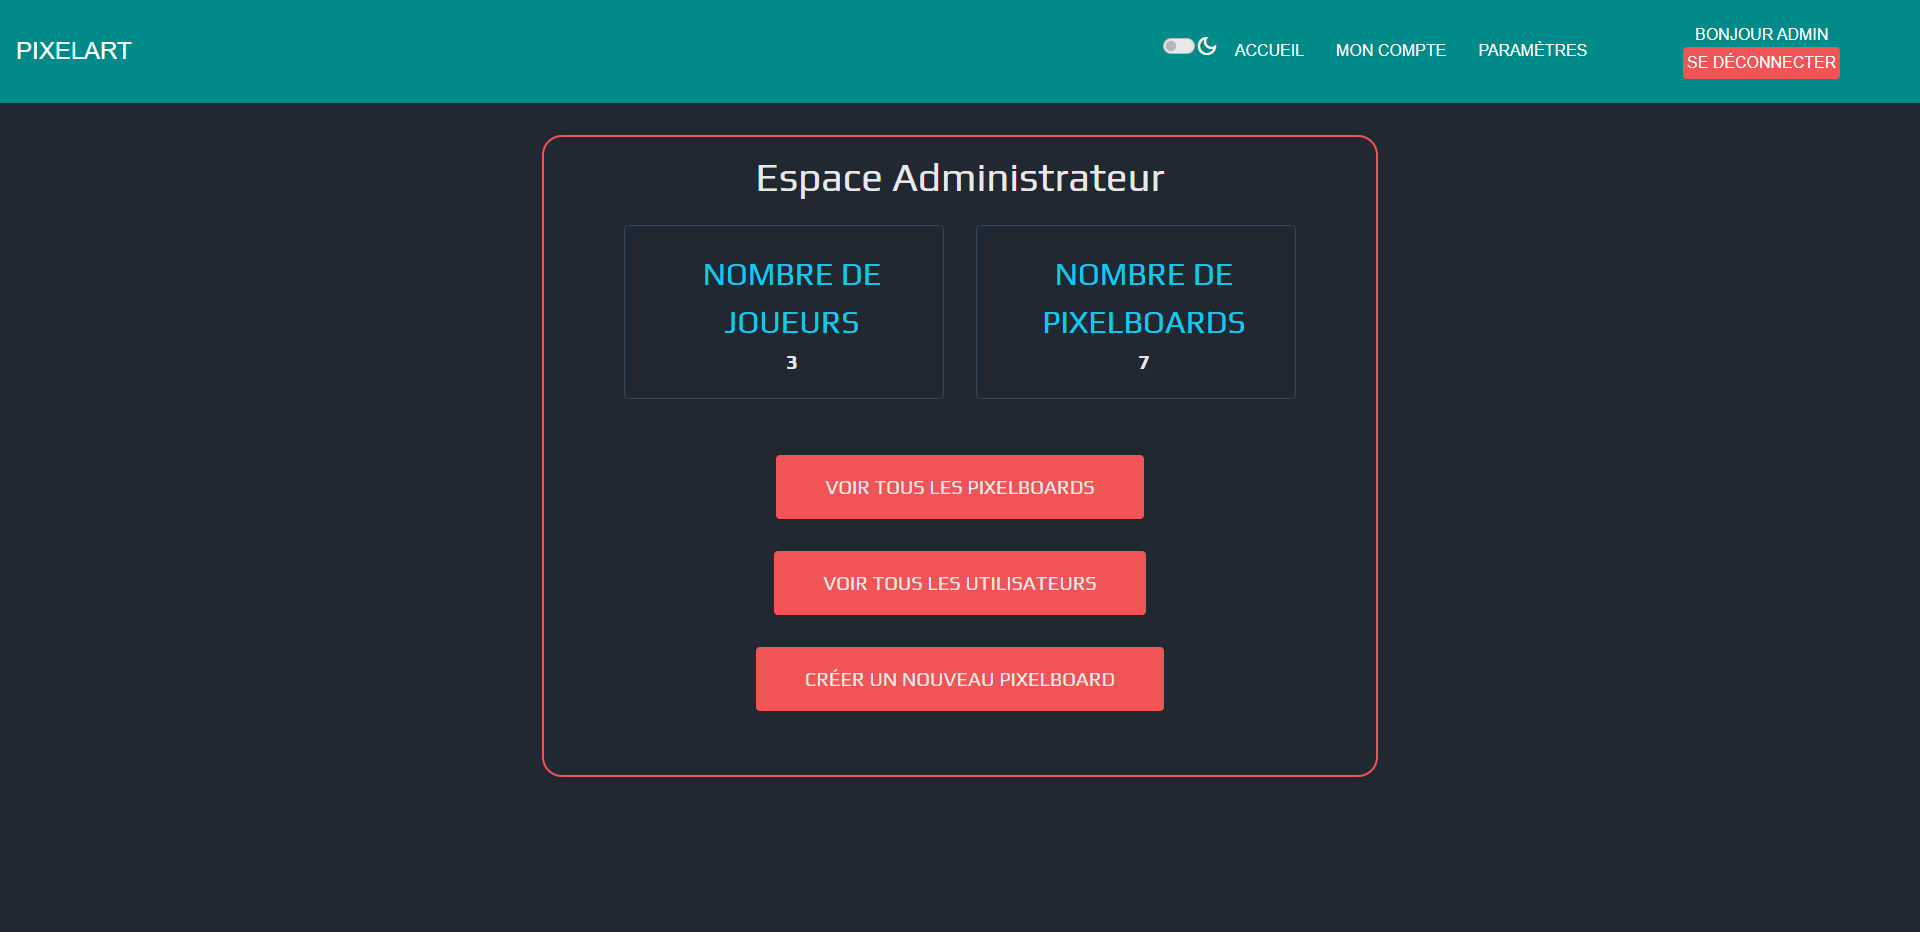 PIXELART
ACCUEIL
MON COMPTE
PARAMÈTRES
BONJOUR ADMIN
SE DÉCONNECTER
Espace Administrateur
NOMBRE DE
JOUEURS
3
NOMBRE DE
PIXELBOARDS
7
VOIR TOUS LES PIXELBOARDS
VOIR TOUS LES UTILISATEURS
CRÉER UN NOUVEAU PIXELBOARD